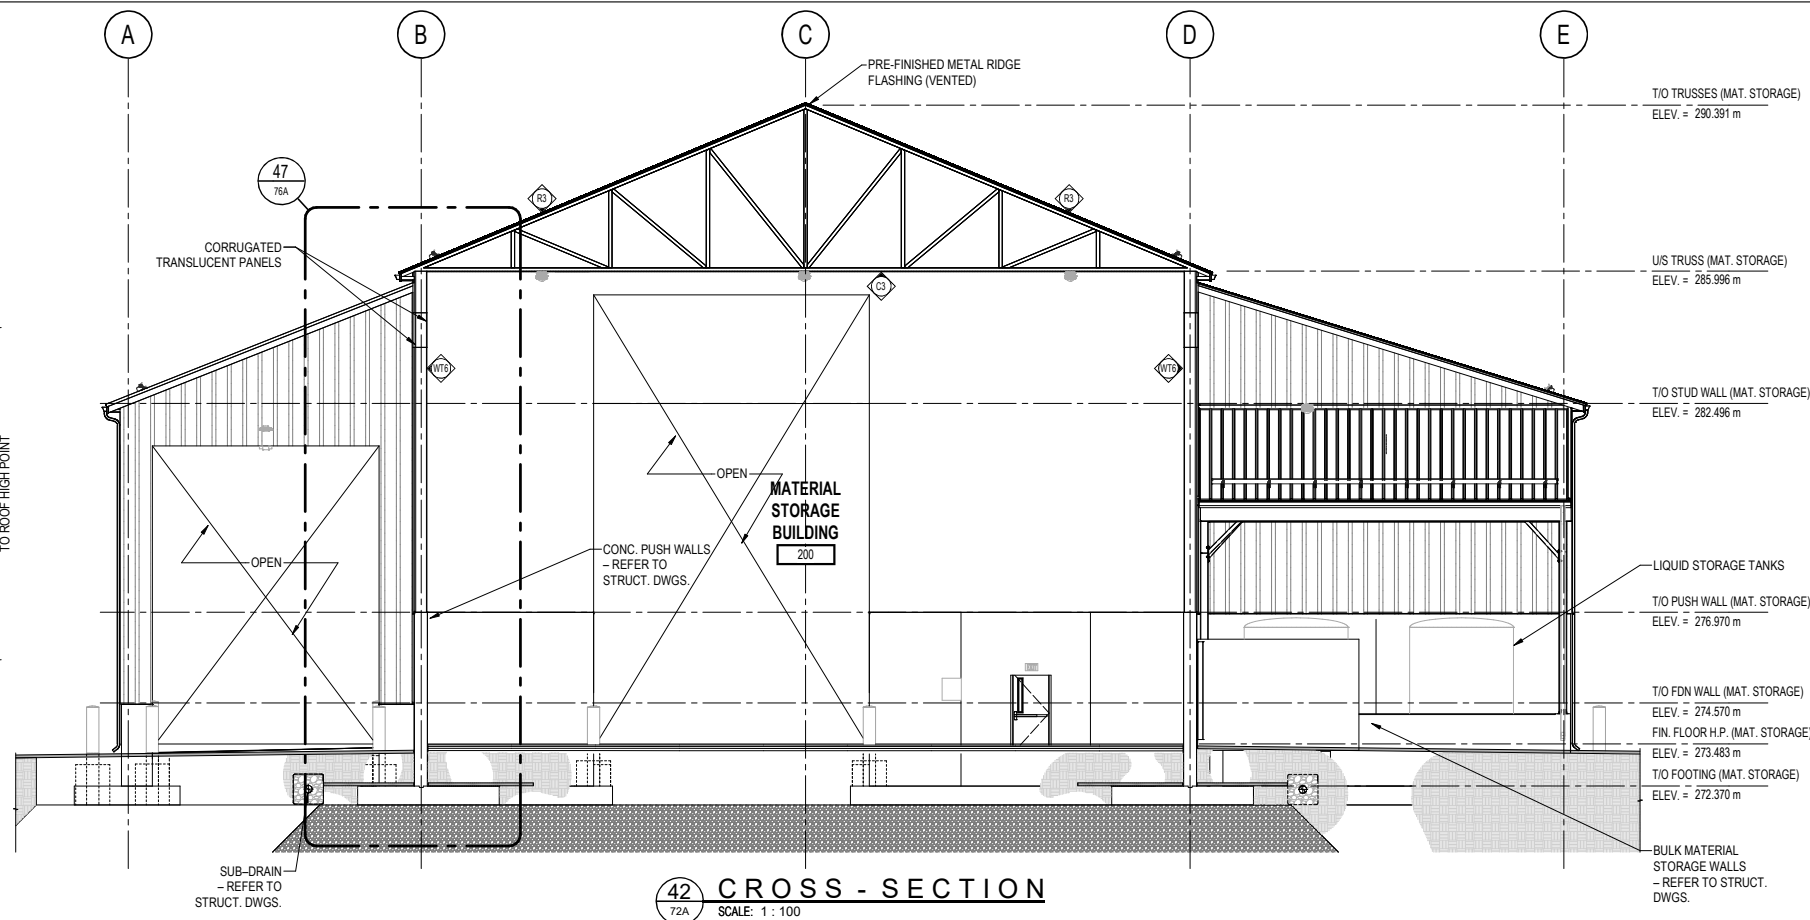 A
B
C
D
E
PRE-FINISHED METAL RIDGE
FLASHING (VENTED)
T/O TRUSSES (MAT. STORAGE)
ELEV. = 290.391 m
47
76A
R3
R3
CORRUGATED
TRANSLUCENT PANELS
U/S TRUSS (MAT. STORAGE)
ELEV. = 285.996 m
C3
WT6
WT6
T/O STUD WALL (MAT. STORAGE)
ELEV. = 282.496 m
TO ROOF HIGH POINT
OPEN
MATERIAL
STORAGE
BUILDING
200
OPEN
CONC. PUSH WALLS
– REFER TO
STRUCT. DWGS.
LIQUID STORAGE TANKS
T/O PUSH WALL (MAT. STORAGE)
ELEV. = 276.970 m
T/O FDN WALL (MAT. STORAGE)
ELEV. = 274.570 m
FIN. FLOOR H.P. (MAT. STORAGE)
ELEV. = 273.483 m
T/O FOOTING (MAT. STORAGE)
ELEV. = 272.370 m
SUB–DRAIN
– REFER TO
STRUCT. DWGS.
BULK MATERIAL
STORAGE WALLS
– REFER TO STRUCT.
DWGS.
42
72A
CROSS - SECTION
SCALE: 1 : 100